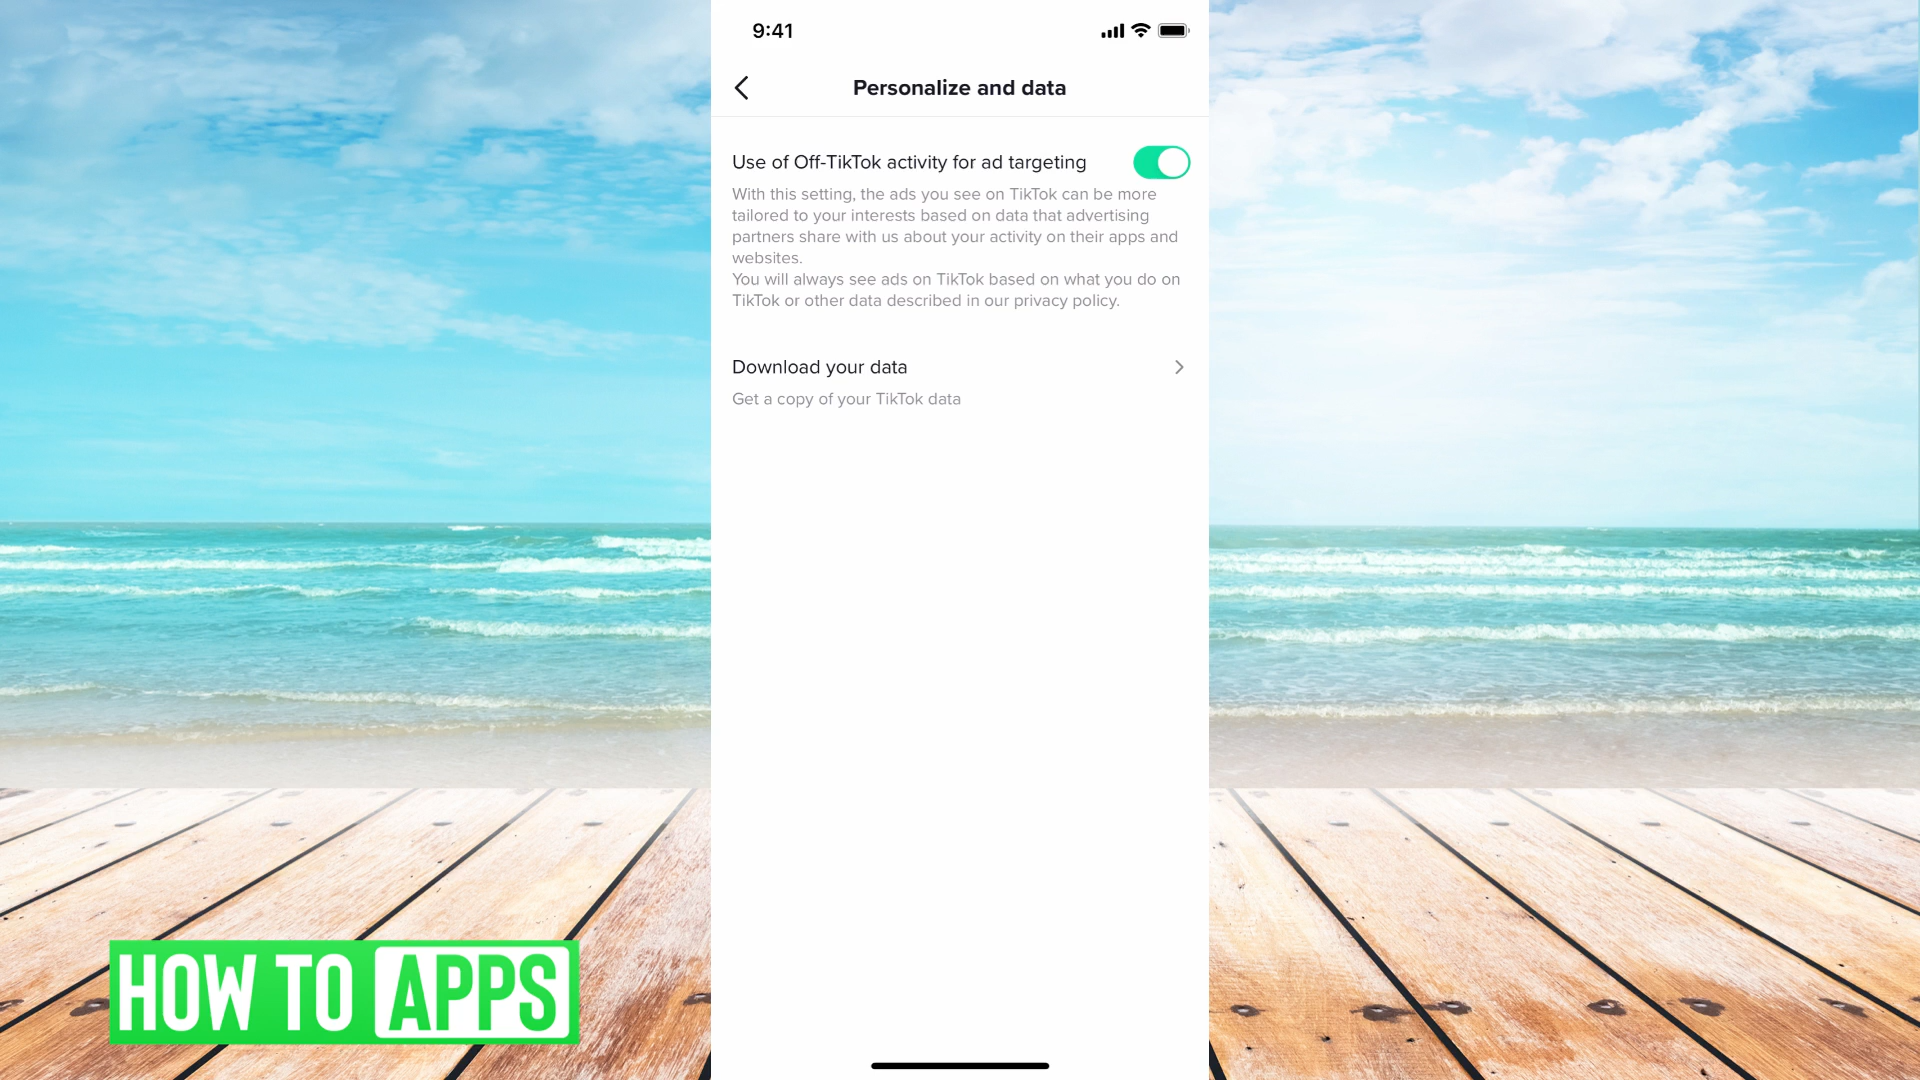 9:41
Personalize and data
Use of Off-TikTok activity for ad targeting
With this setting, the ads you see on TikTok can be more
tailored to your interests based on data that advertising
partners share with us about your activity on their apps and
websites.
You will always see ads on TikTok based on what you do on
TikTok or other data described in our privacy policy.
Download your data
Get a copy of your TikTok data
HOW TO APPS